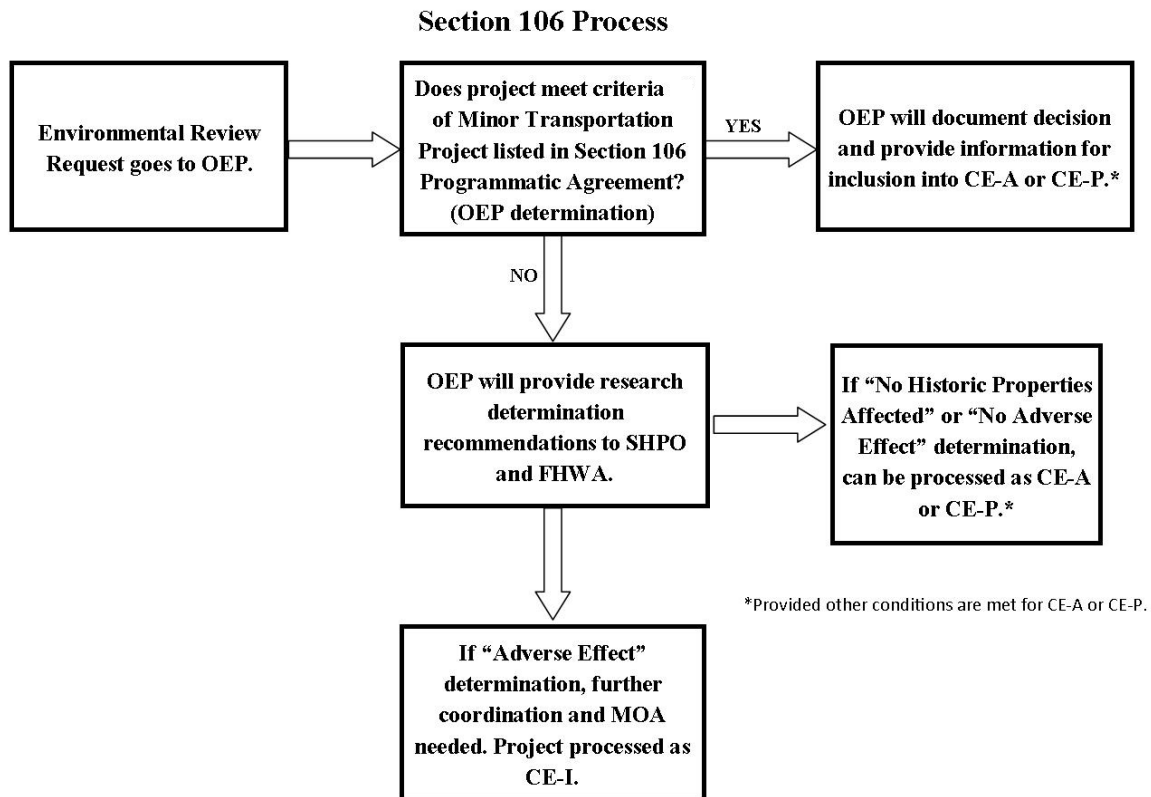 Section 106 Process
Environmental Review
Request goes to OEP.
Does project meet criteria
of Minor Transportation
Project listed in Section 106
Programmatic Agreement?
(OEP determination)
YES
OEP will document decision
and provide information for
inclusion into CE-A or CE-P.*
NO
OEP will provide research
determination
recommendations to SHPO
and FHWA.
If “No Historic Properties
Affected” or “No Adverse
Effect” determination,
can be processed as CE-A
or CE-P.*
*Provided other conditions are met for CE-A or CE-P.
If “Adverse Effect”
determination, further
coordination and MOA
needed. Project processed as
CE-I.